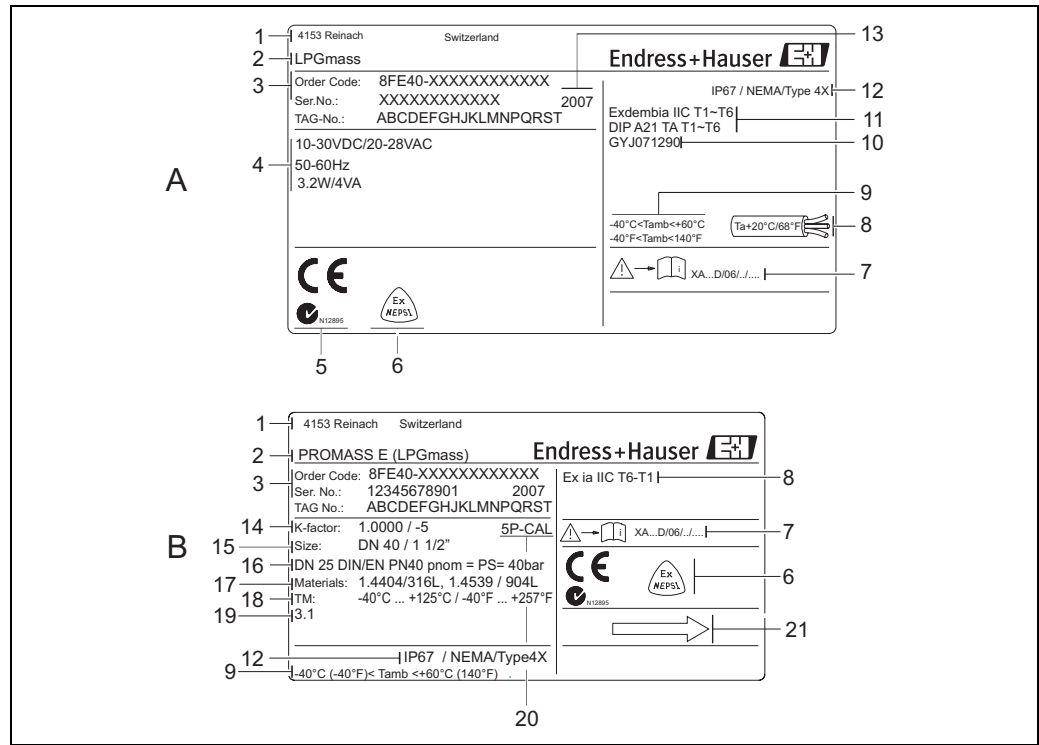 A
1 4153 Reinach Switzerland
2 LPGmass
Endress+Hauser
13
3 Order Code: 8FE40-XXXXXXXXXXXX
Ser.No.: XXXXXXXXXXXX 2007
TAG-No.: ABCDEFGHJKLMNPQRST
4 10-30VDC/20-28VAC
50-60Hz
3.2W/4VA
IP67 / NEMA/Type 4X 12
Exdembia IIC T1~T6 11
DIP A21 TA T1~T6
GYJ071290 10
9
-40°C<Tamb<+60°C
-40°F<Tamb<140°F
Ta+20°C/68°F 8
i XA...D/06/../.... 7
CE
N12895
Ex
NEPSI
5 6
B
1 4153 Reinach Switzerland
2 PROMASS E (LPGmass)
Endress+Hauser
3 Order Code: 8FE40-XXXXXXXXXXXX
Ser. No.: 12345678901 2007
TAG No.: ABCDEFGHJKLMNPQRST
14 K-factor: 1.0000 / -5 5P-CAL
15 Size: DN 40 / 1 1/2"
16 DN 25 DIN/EN PN40 pnom = PS= 40bar
17 Materials: 1.4404/316L, 1.4539 / 904L
18 TM: -40°C ... +125°C / -40°F ... +257°F
19 3.1
12 IP67 / NEMA/Type4X
9 -40°C (-40°F)< Tamb <+60°C (140°F)
20
Ex ia IIC T6-T1 8
i XA...D/06/../.... 7
CE
N12895
Ex
NEPSI
6
21